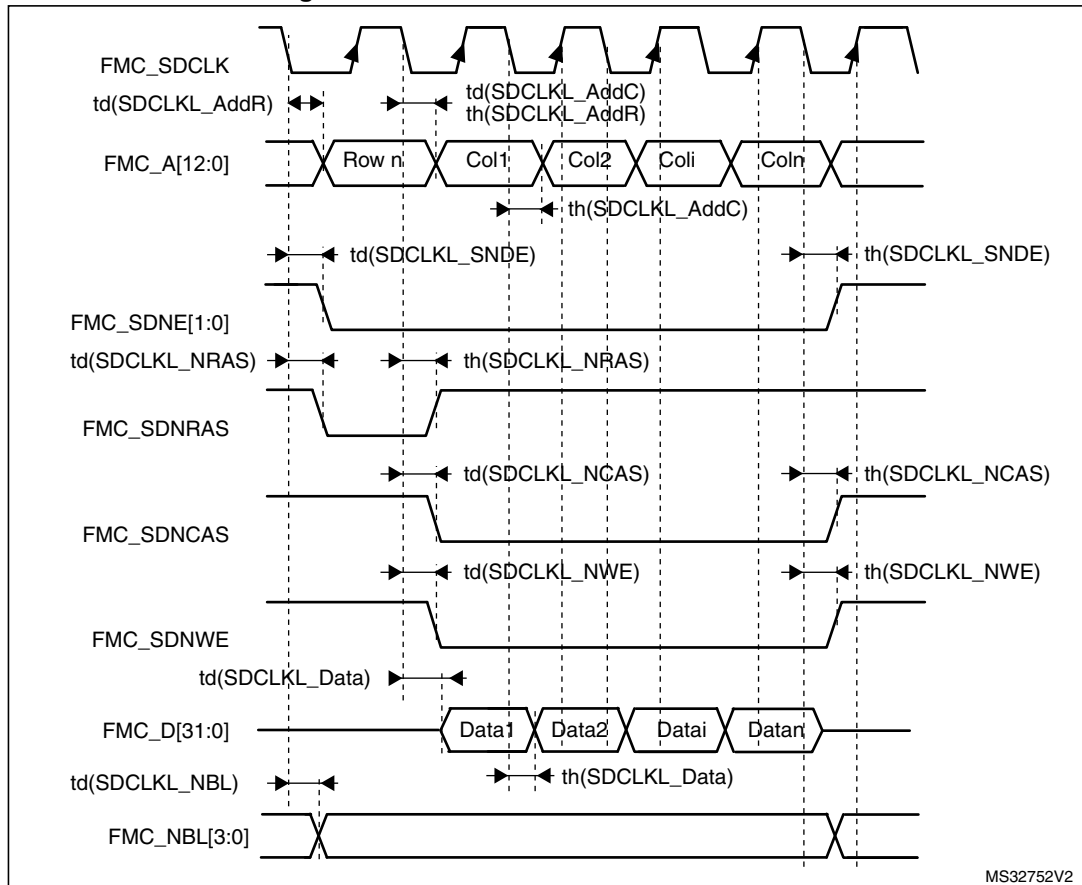 FMC_SDCLK
td(SDCLKL_AddR)
td(SDCLKL_AddC)
th(SDCLKL_AddR)
FMC_A[12:0]
Row n
Col1
Col2
Coli
Coln
th(SDCLKL_AddC)
td(SDCLKL_SNDE)
th(SDCLKL_SNDE)
FMC_SDNE[1:0]
td(SDCLKL_NRAS)
th(SDCLKL_NRAS)
FMC_SDNRAS
td(SDCLKL_NCAS)
th(SDCLKL_NCAS)
FMC_SDNCAS
td(SDCLKL_NWE)
th(SDCLKL_NWE)
FMC_SDNWE
td(SDCLKL_Data)
FMC_D[31:0]
Data1
Data2
Datai
Datan
th(SDCLKL_Data)
td(SDCLKL_NBL)
FMC_NBL[3:0]
MS32752V2